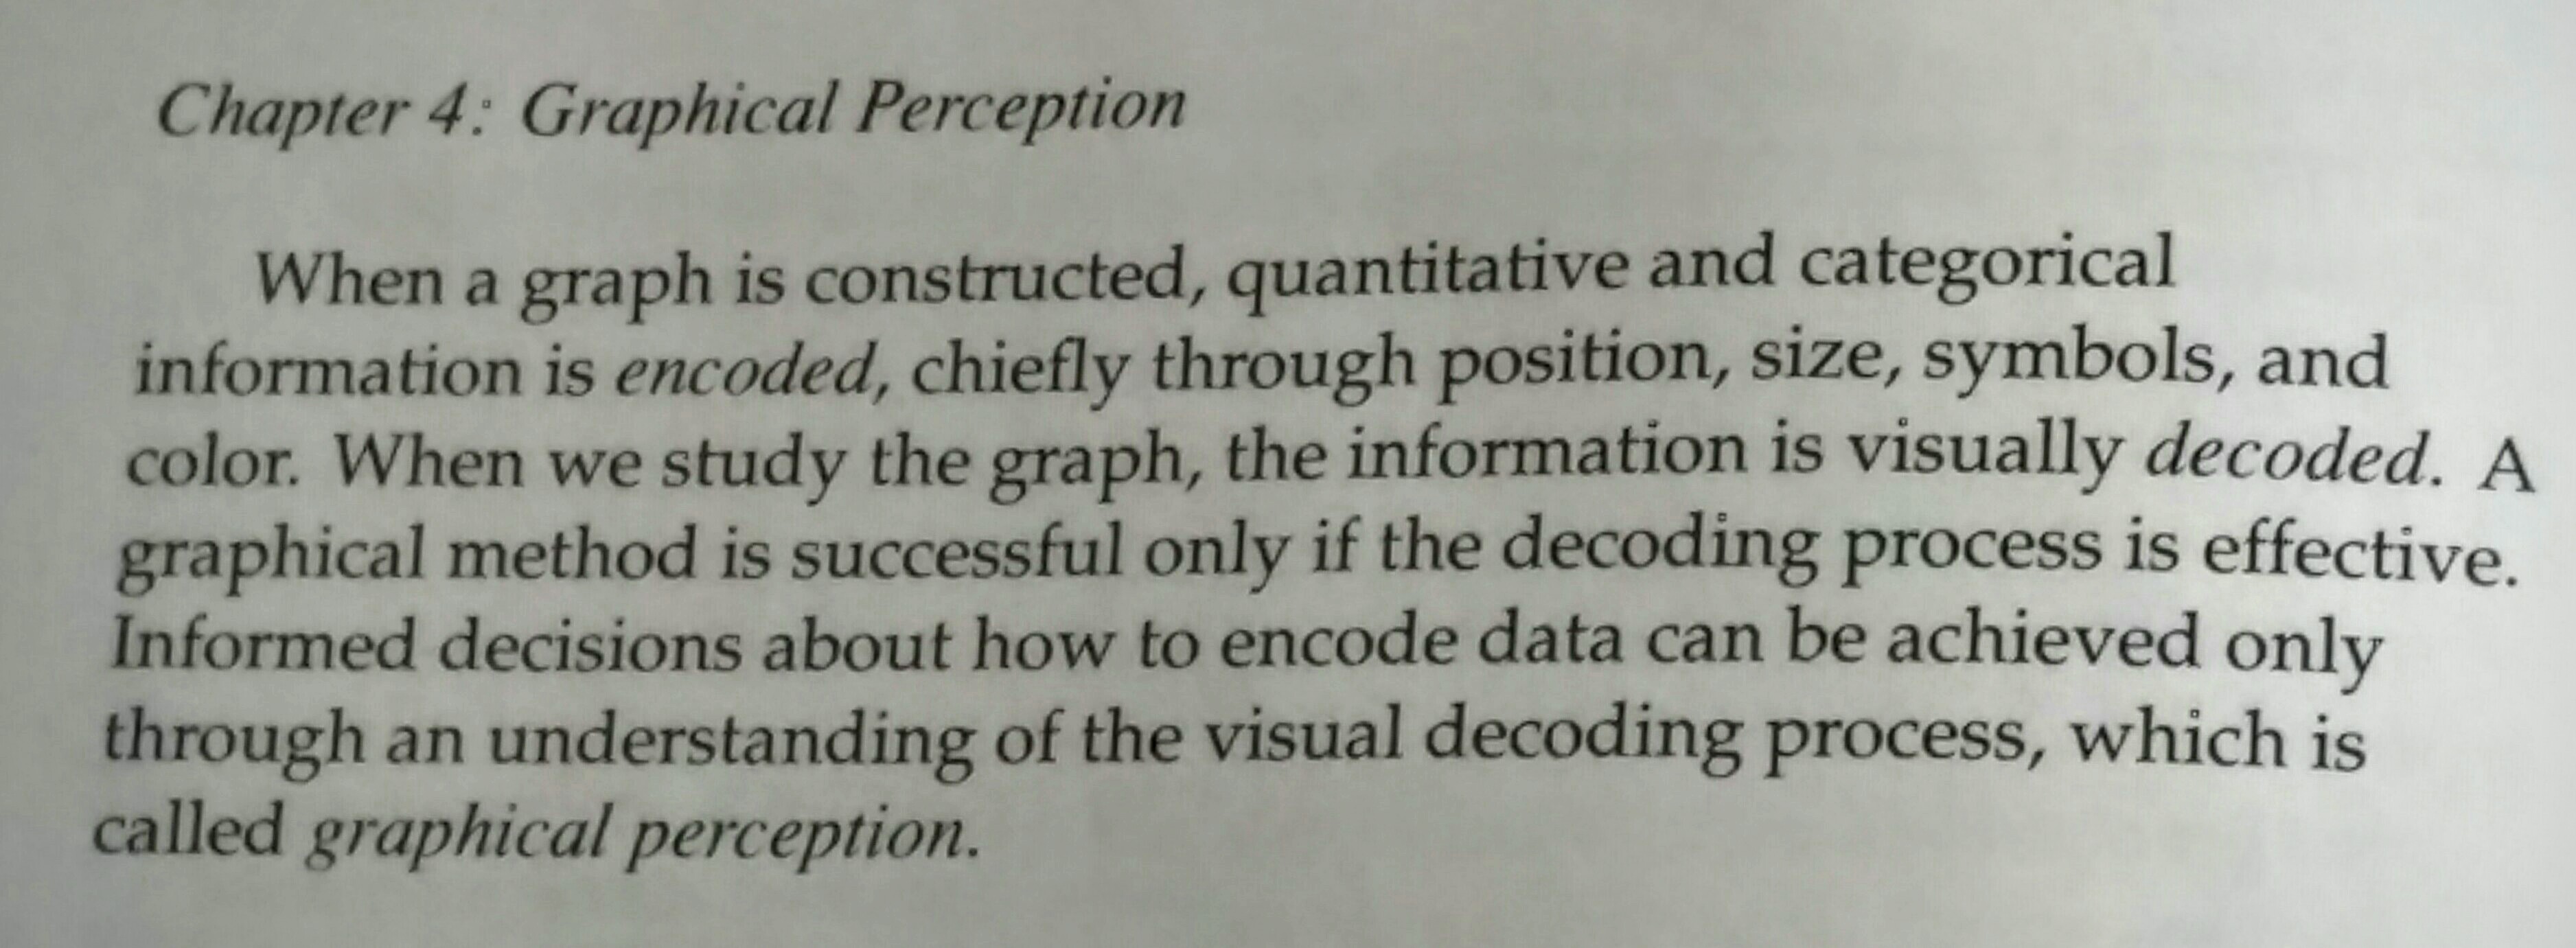 Chapter 4: Graphical Perception
When a graph is constructed, quantitative and categorical
information is encoded, chiefly through position, size, symbols, and
color. When we study the graph, the information is visually decoded. A
graphical method is successful only if the decoding process is effective.
Informed decisions about how to encode data can be achieved only
through an understanding of the visual decoding process, which is
called graphical perception.